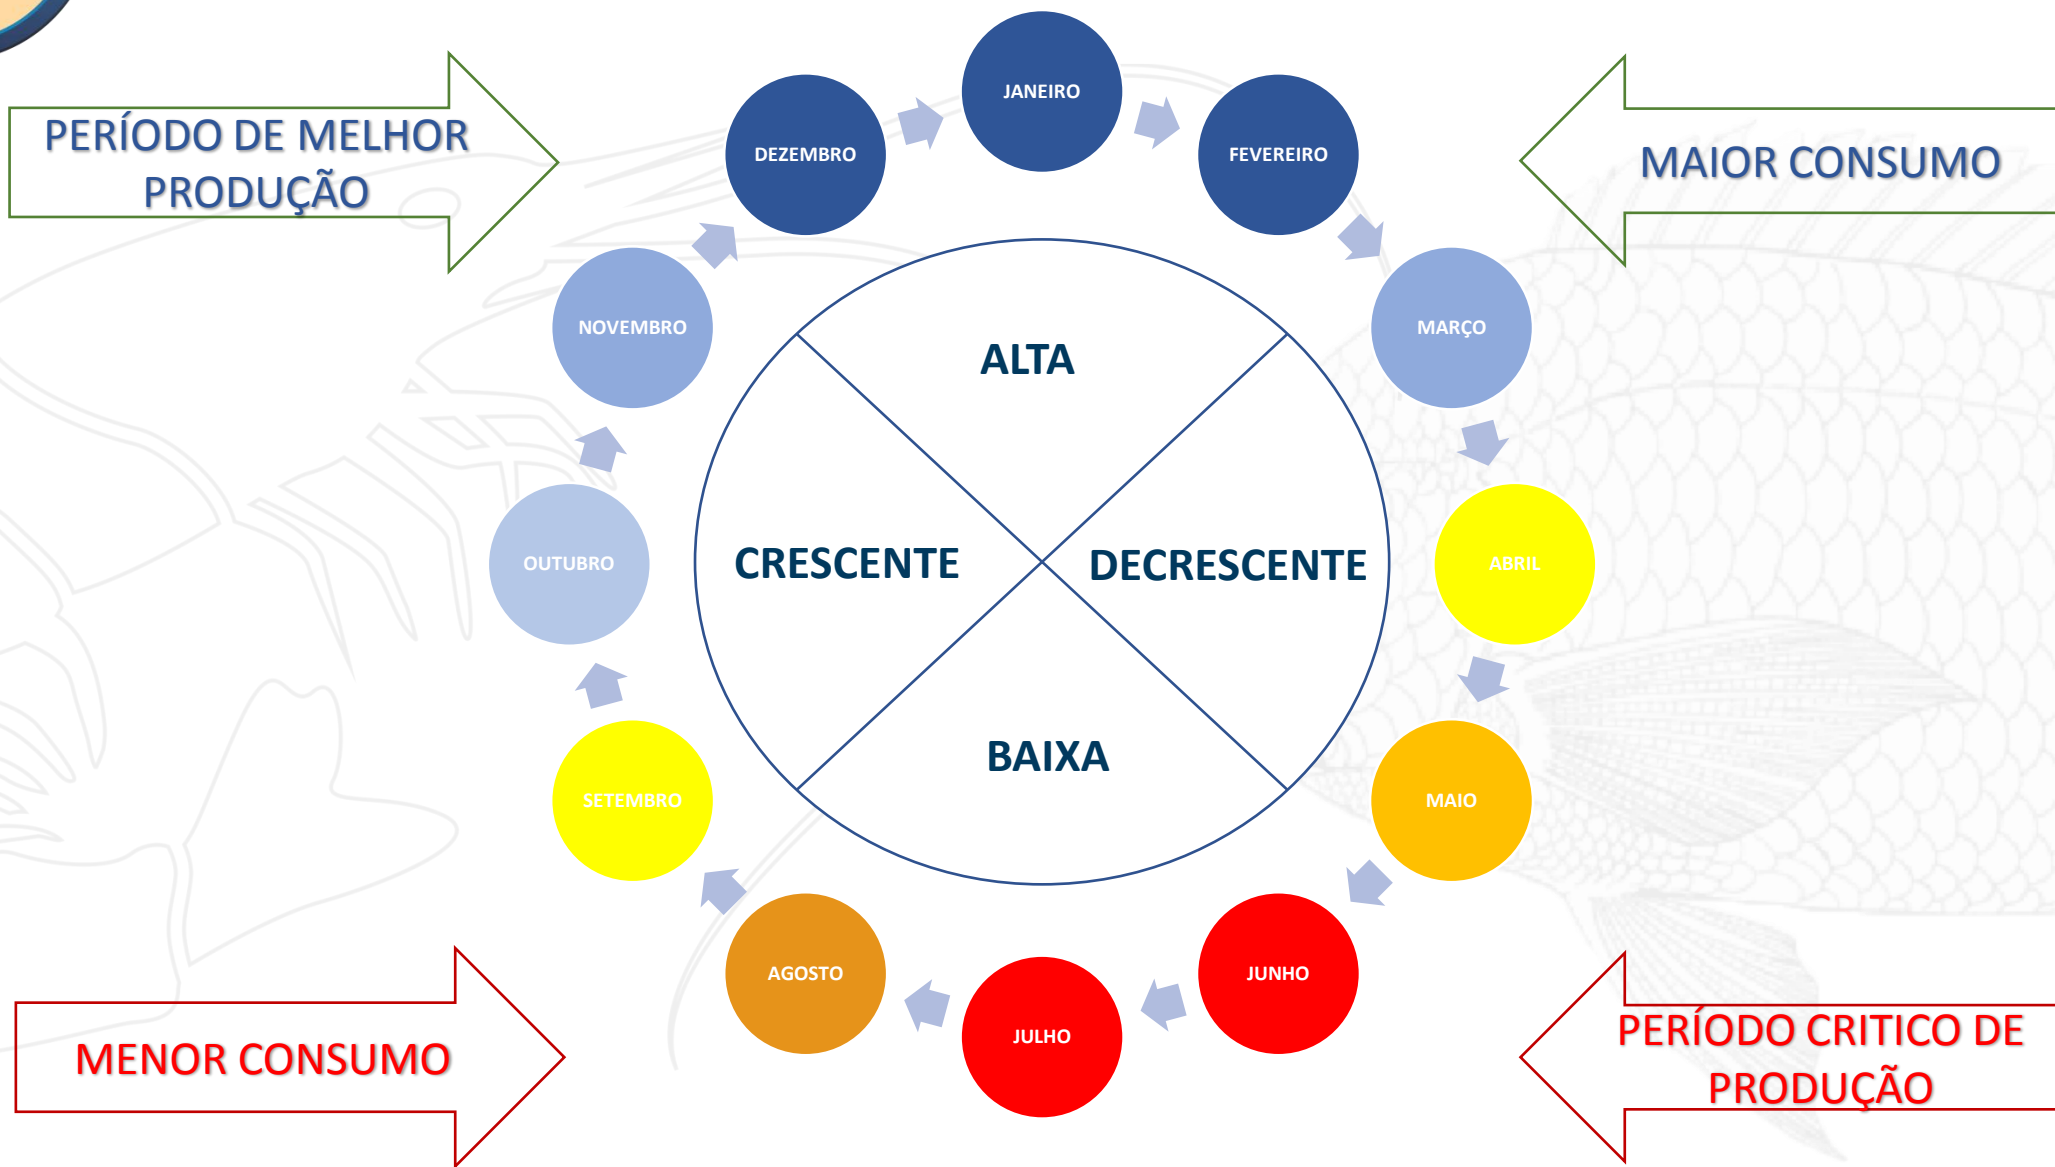 PERÍODO DE MELHOR
PRODUÇÃO
MAIOR CONSUMO
JANEIRO
FEVEREIRO
MARÇO
ABRIL
MAIO
JUNHO
JULHO
AGOSTO
SETEMBRO
OUTUBRO
NOVEMBRO
DEZEMBRO
ALTA
CRESCENTE
DECRESCENTE
BAIXA
MENOR CONSUMO
PERÍODO CRITICO DE
PRODUÇÃO